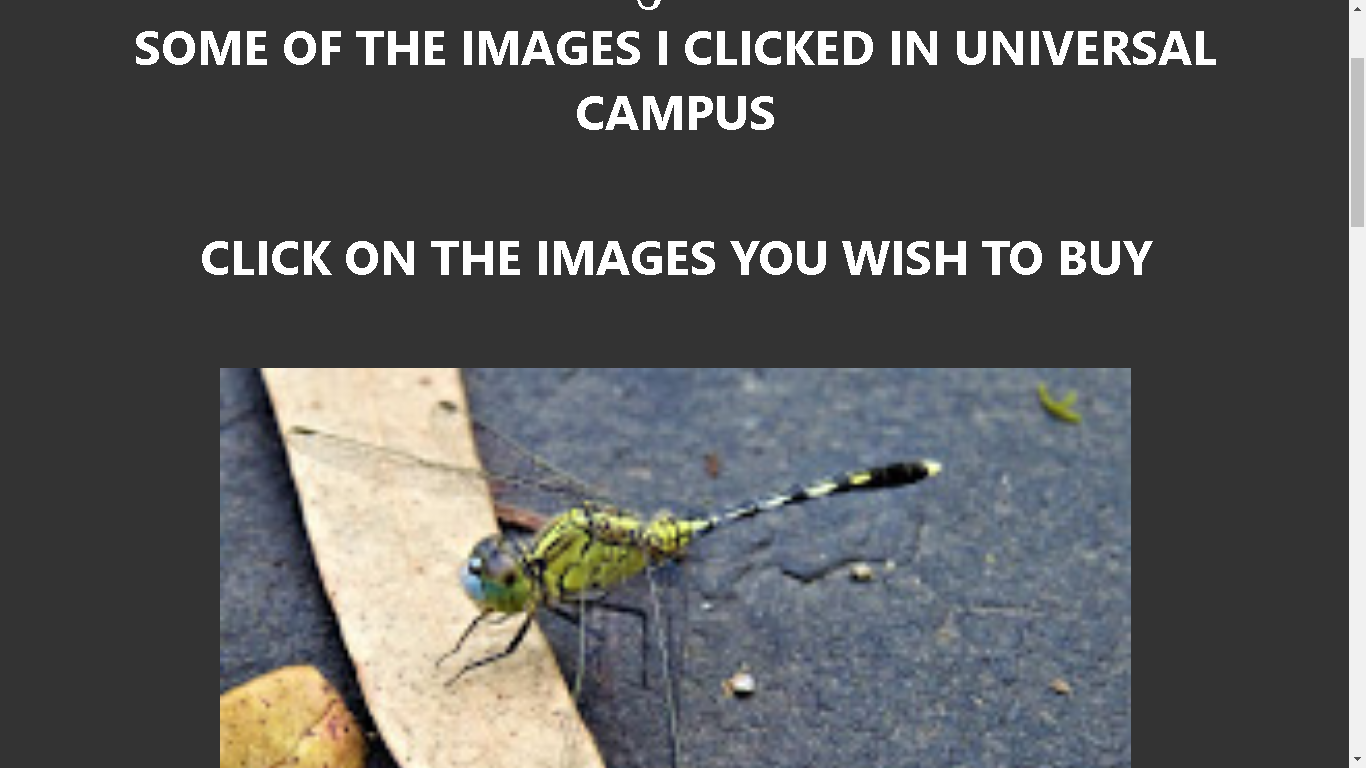 SOME OF THE IMAGES I CLICKED IN UNIVERSAL
CAMPUS
CLICK ON THE IMAGES YOU WISH TO BUY